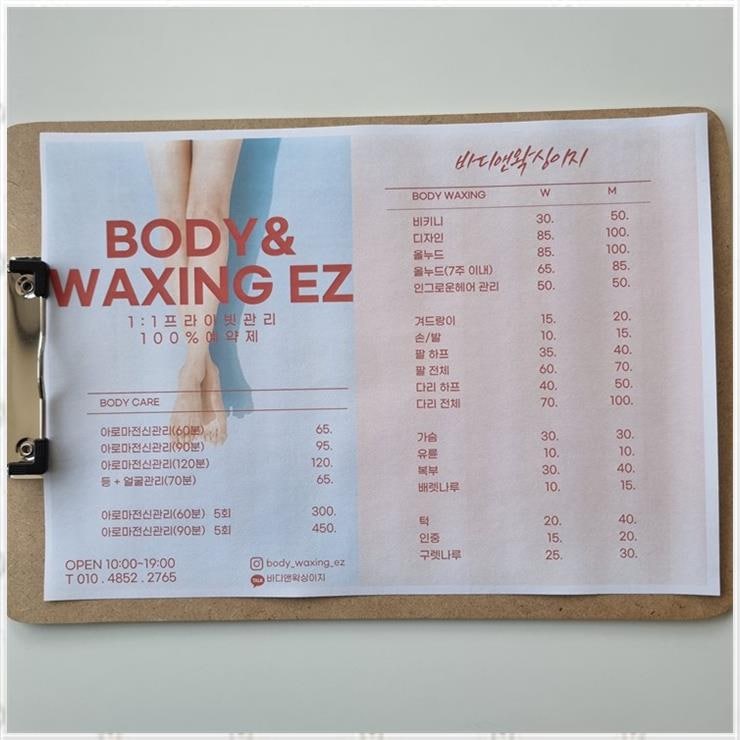 BODY&
WAXING EZ
1:1프라이빗관리
100%예약제
BODY CARE
아로마전신관리(60분) 65.
아로마전신관리(90분) 95.
아로마전신관리(120분) 120.
등 + 얼굴관리(70분) 65.
아로마전신관리(60분) 5회 300.
아로마전신관리(90분) 5회 450.
OPEN 10:00~19:00
T 010 . 4852 . 2765
body_waxing_ez
TALK 바디앤왁싱이지
바디앤왁싱이지
BODY WAXING W M
비키니 30. 50.
디자인 85. 100.
올누드 85. 100.
올누드(7주 이내) 65. 85.
인그로운헤어 관리 50. 50.
겨드랑이 15. 20.
손/발 10. 15.
팔 하프 35. 40.
팔 전체 60. 70.
다리 하프 40. 50.
다리 전체 70. 100.
가슴 30. 30.
유륜 10. 10.
복부 30. 40.
배렛나루 10. 15.
턱 20. 40.
인중 15. 20.
구렛나루 25. 30.